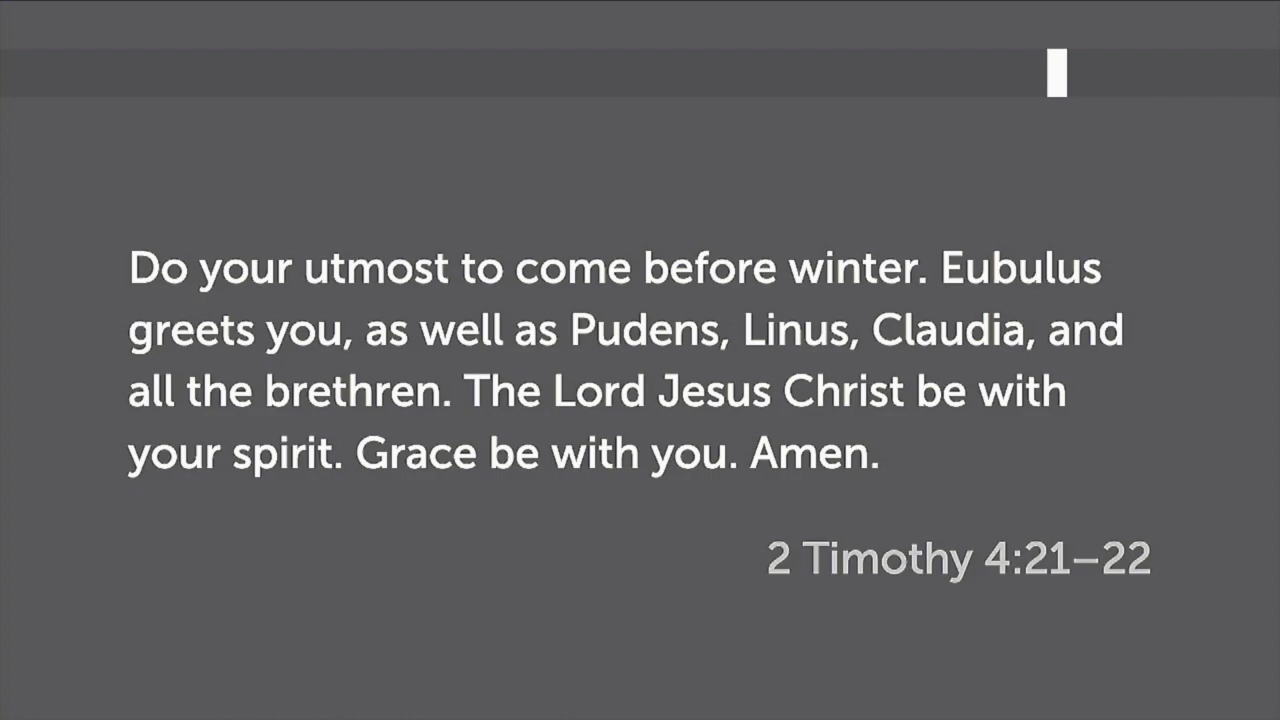 Do your utmost to come before winter. Eubulus
greets you, as well as Pudens, Linus, Claudia, and
all the brethren. The Lord Jesus Christ be with
your spirit. Grace be with you. Amen.
2 Timothy 4:21–22